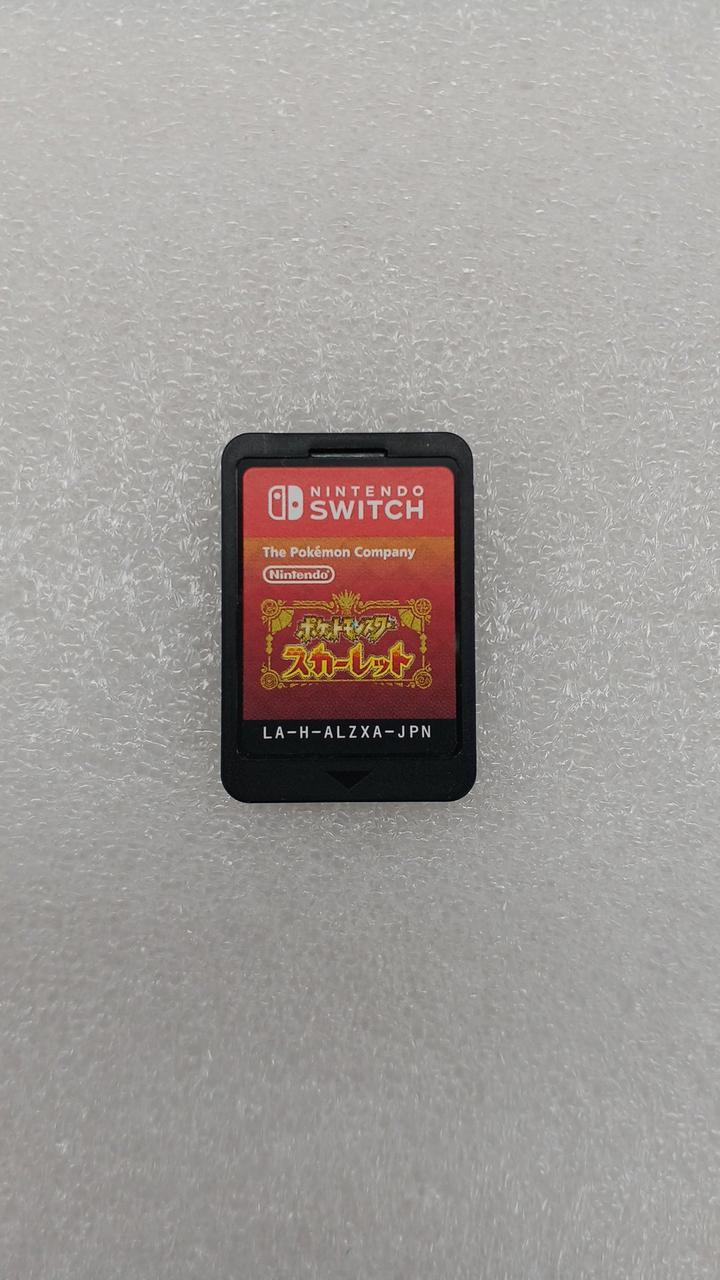 NINTENDO
SWITCH
The Pokémon Company
Nintendo
ポケットモンスター
スカーレット
LA-H-ALZXA-JPN